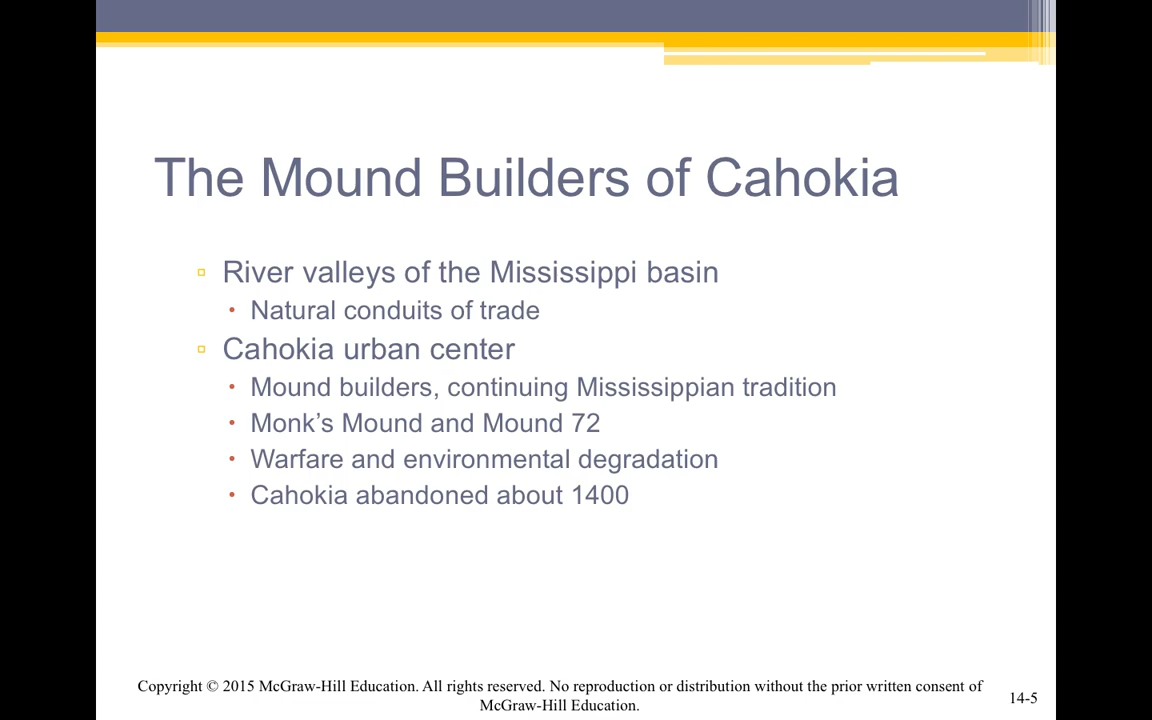 The Mound Builders of Cahokia
▫ River valleys of the Mississippi basin
• Natural conduits of trade
▫ Cahokia urban center
• Mound builders, continuing Mississippian tradition
• Monk’s Mound and Mound 72
• Warfare and environmental degradation
• Cahokia abandoned about 1400
Copyright © 2015 McGraw-Hill Education. All rights reserved. No reproduction or distribution without the prior written consent of
McGraw-Hill Education.
14-5